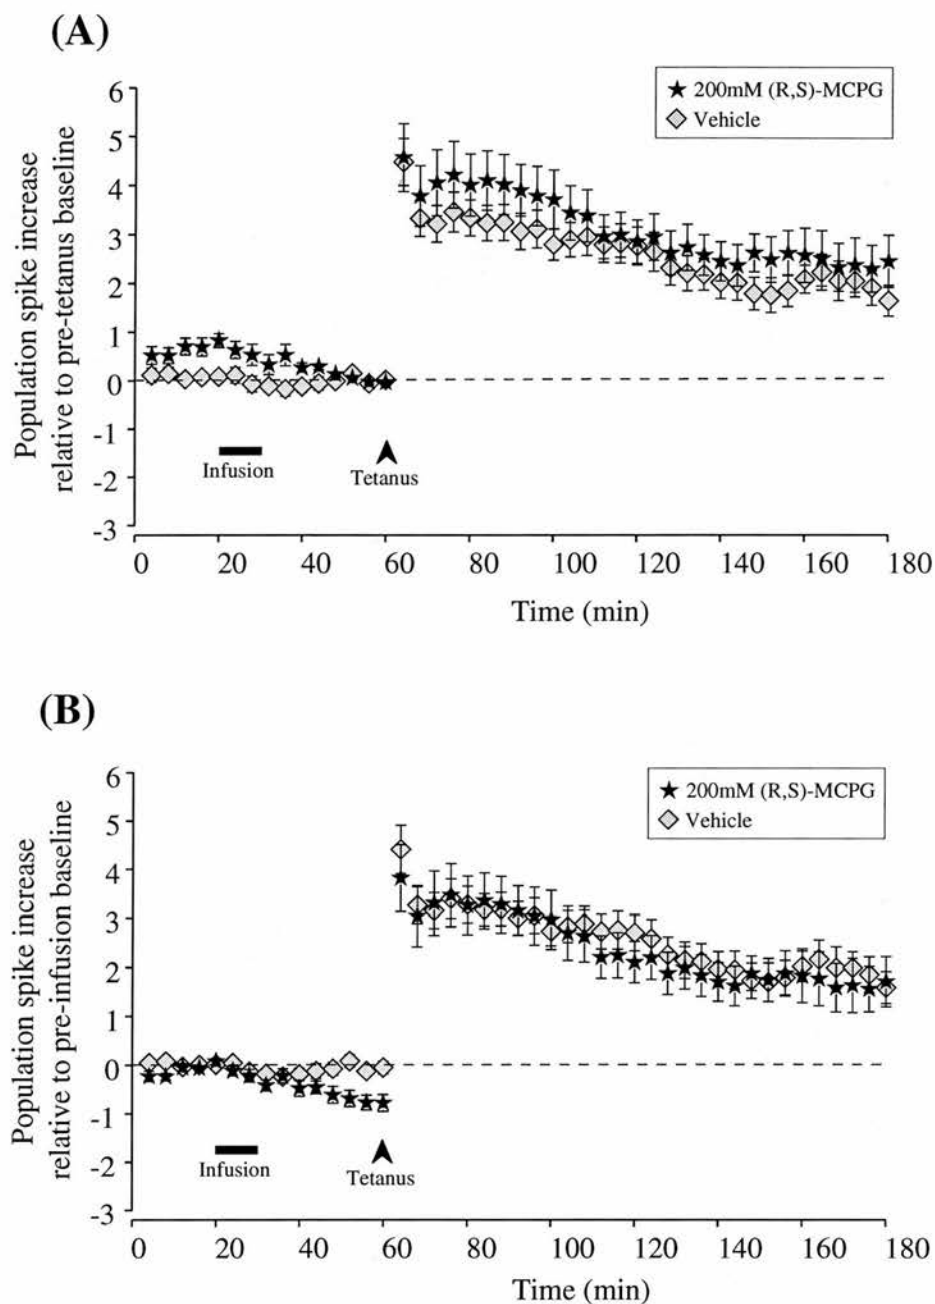 (A)
200mM (R,S)-MCPG
Vehicle
Population spike increase
relative to pre-tetanus baseline
6
5
4
3
2
1
0
-1
-2
-3
Infusion
Tetanus
0 20 40 60 80 100 120 140 160 180
Time (min)
(B)
200mM (R,S)-MCPG
Vehicle
Population spike increase
relative to pre-infusion baseline
6
5
4
3
2
1
0
-1
-2
-3
Infusion
Tetanus
0 20 40 60 80 100 120 140 160 180
Time (min)